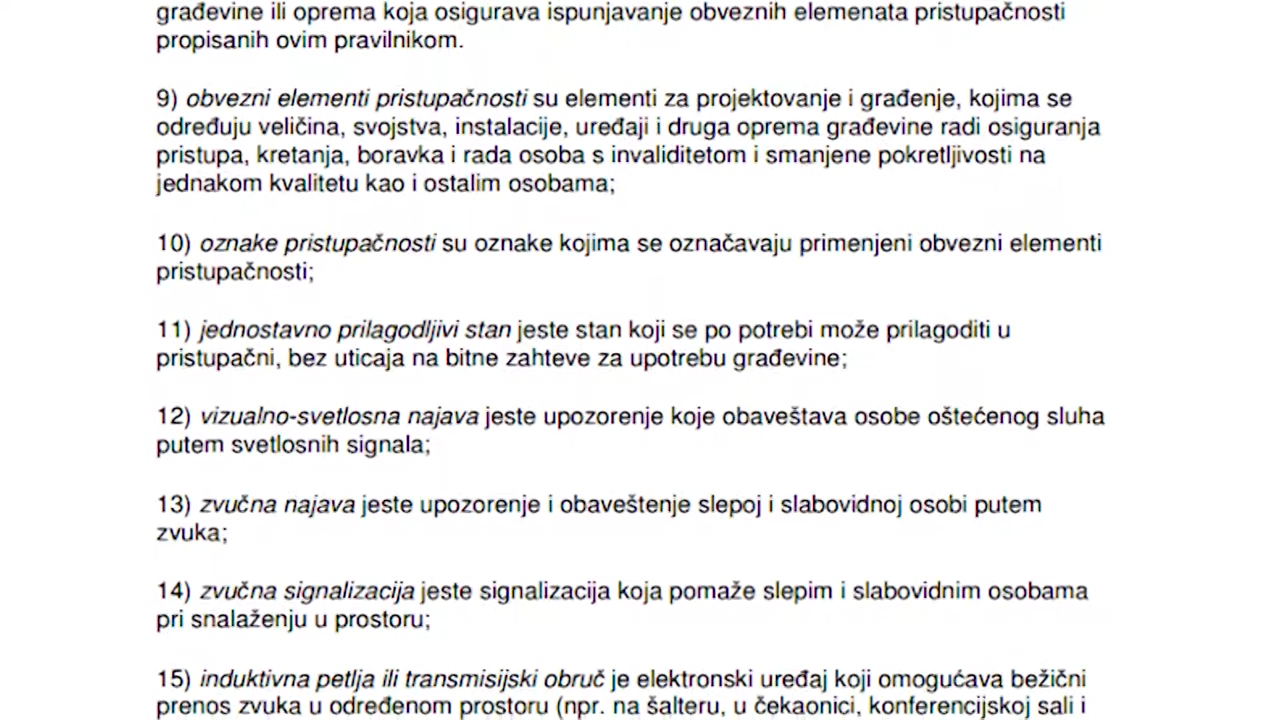 građevine ili oprema koja osigurava ispunjavanje obveznih elemenata pristupačnosti
propisanih ovim pravilnikom.
9) obvezni elementi pristupačnosti su elementi za projektovanje i građenje, kojima se
određuju veličina, svojstva, instalacije, uređaji i druga oprema građevine radi osiguranja
pristupa, kretanja, boravka i rada osoba s invaliditetom i smanjene pokretljivosti na
jednakom kvalitetu kao i ostalim osobama;
10) oznake pristupačnosti su oznake kojima se označavaju primenjeni obvezni elementi
pristupačnosti;
11) jednostavno prilagodljivi stan jeste stan koji se po potrebi može prilagoditi u
pristupačni, bez uticaja na bitne zahteve za upotrebu građevine;
12) vizualno-svetlosna najava jeste upozorenje koje obaveštava osobe oštećenog sluha
putem svetlosnih signala;
13) zvučna najava jeste upozorenje i obaveštenje slepoj i slabovidnoj osobi putem
zvuka;
14) zvučna signalizacija jeste signalizacija koja pomaže slepim i slabovidnim osobama
pri snalaženju u prostoru;
15) induktivna petlja ili transmisijski obruč je elektronski uređaj koji omogućava bežični
prenos zvuka u određenom prostoru (npr. na šalteru, u čekaonici, konferencijskoj sali i